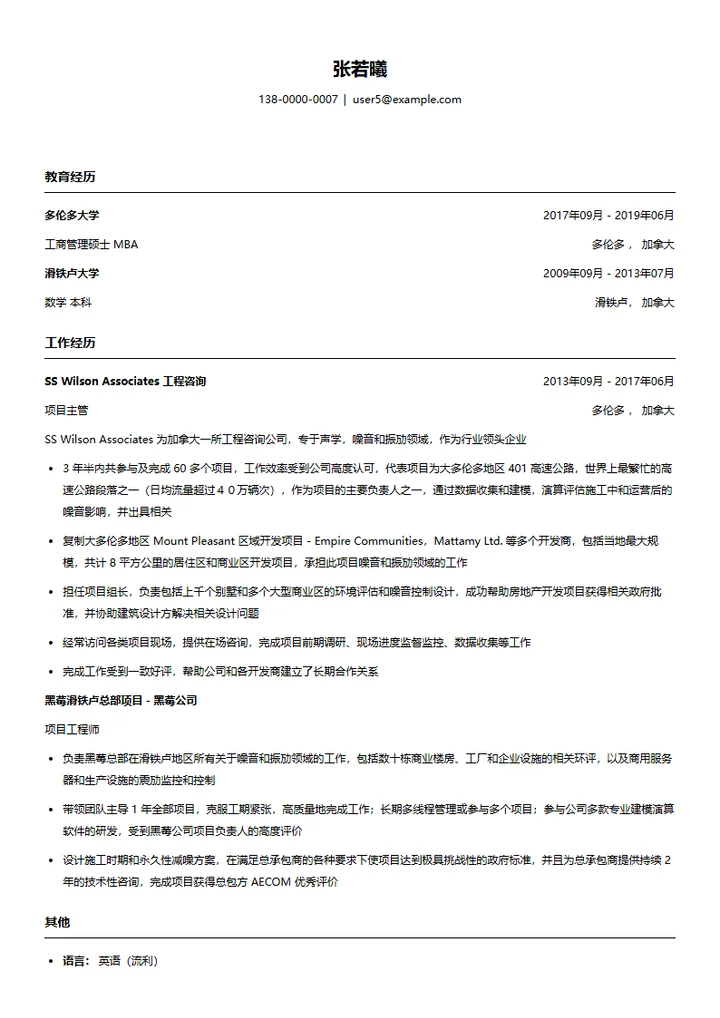 张若曦
138-0000-0007 | user5@example.com
教育经历
多伦多大学 2017年09月 - 2019年06月
工商管理硕士 MBA 多伦多 ， 加拿大
滑铁卢大学 2009年09月 - 2013年07月
数学 本科 滑铁卢， 加拿大
工作经历
SS Wilson Associates 工程咨询 2013年09月 - 2017年06月
项目主管 多伦多 ， 加拿大
SS Wilson Associates 为加拿大一所工程咨询公司，专于声学，噪音和振励领域，作为行业领头企业
• 3 年半内共参与及完成 60 多个项目，工作效率受到公司高度认可，代表项目为大多伦多地区 401 高速公路，世界上最繁忙的高
速公路段落之一（日均流量超过４０万辆次），作为项目的主要负责人之一，通过数据收集和建模，演算评估施工中和运营后的
噪音影响，并出具相关
• 复制大多伦多地区 Mount Pleasant 区域开发项目 - Empire Communities，Mattamy Ltd. 等多个开发商，包括当地最大规
模，共计 8 平方公里的居住区和商业区开发项目，承担此项目噪音和振励领域的工作
• 担任项目组长，负责包括上千个别墅和多个大型商业区的环境评估和噪音控制设计，成功帮助房地产开发项目获得相关政府批
准，并协助建筑设计方解决相关设计问题
• 经常访问各类项目现场，提供在场咨询，完成项目前期调研、现场进度监督监控、数据收集等工作
• 完成工作受到一致好评，帮助公司和各开发商建立了长期合作关系
黑莓滑铁卢总部项目 - 黑莓公司
项目工程师
• 负责黑莓总部在滑铁卢地区所有关于噪音和振励领域的工作，包括数十栋商业楼房、工厂和企业设施的相关环评，以及商用服务
器和生产设施的震励监控和控制
• 带领团队主导 1 年全部项目，克服工期紧张，高质量地完成工作；长期多线程管理或参与多个项目；参与公司多款专业建模演算
软件的研发，受到黑莓公司项目负责人的高度评价
• 设计施工时期和永久性减噪方案，在满足总承包商的各种要求下使项目达到极具挑战性的政府标准，并且为总承包商提供持续 2
年的技术性咨询，完成项目获得总包方 AECOM 优秀评价
其他
• 语言： 英语（流利）